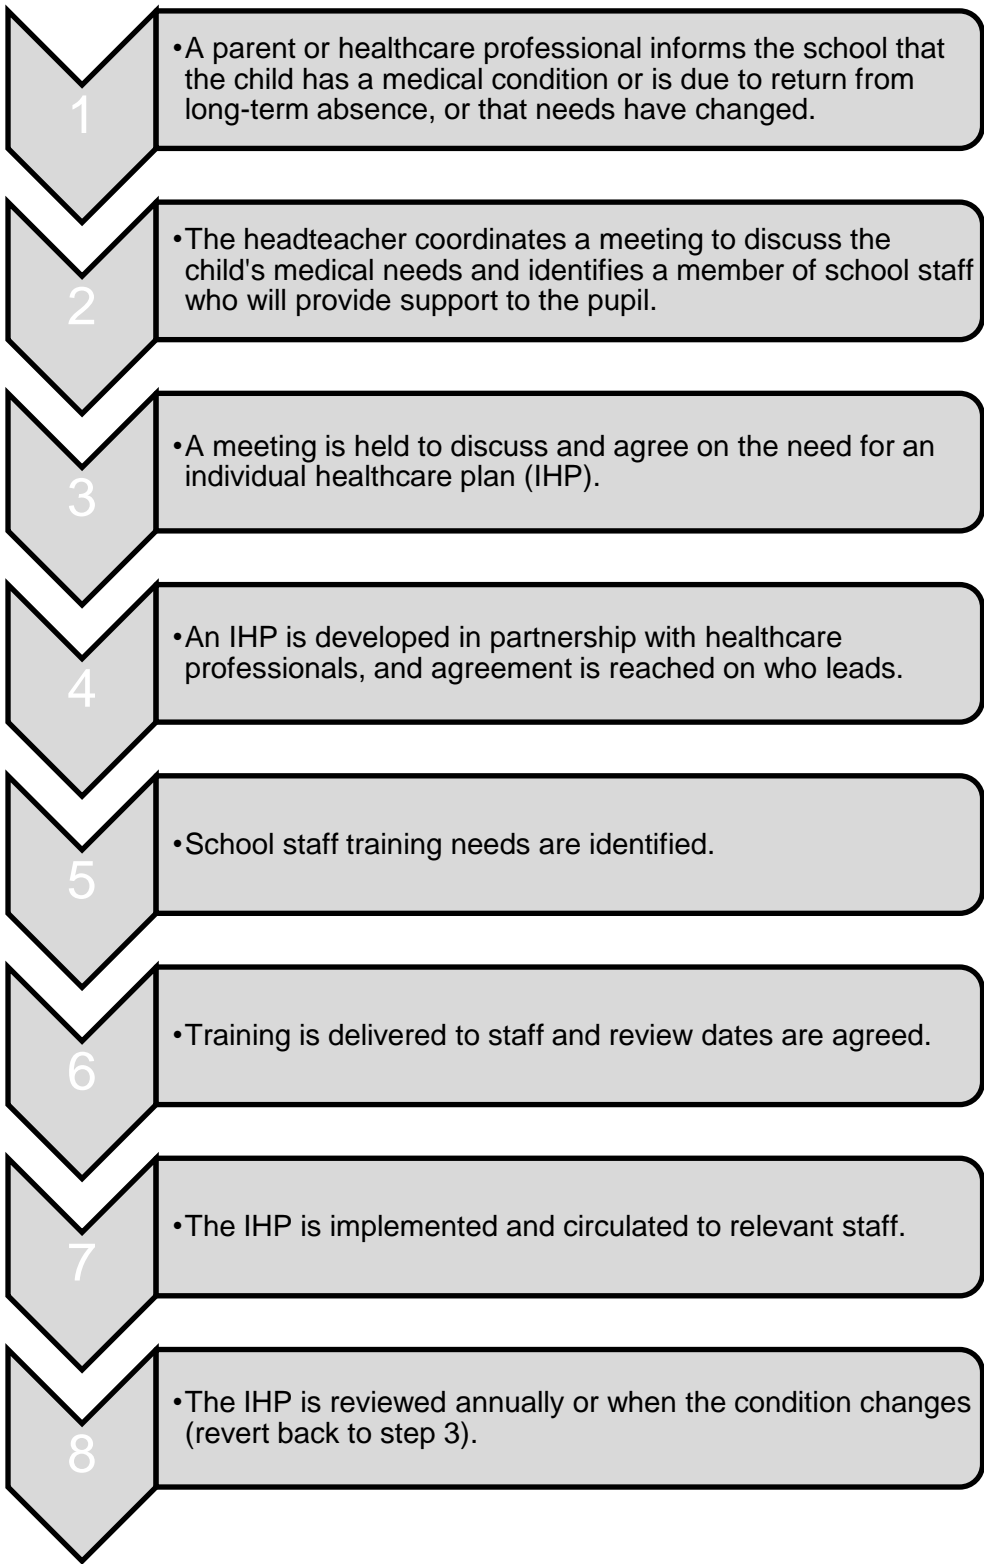 1
•A parent or healthcare professional informs the school that
the child has a medical condition or is due to return from
long-term absence, or that needs have changed.
2
•The headteacher coordinates a meeting to discuss the
child's medical needs and identifies a member of school staff
who will provide support to the pupil.
3
•A meeting is held to discuss and agree on the need for an
individual healthcare plan (IHP).
4
•An IHP is developed in partnership with healthcare
professionals, and agreement is reached on who leads.
5
•School staff training needs are identified.
6
•Training is delivered to staff and review dates are agreed.
7
•The IHP is implemented and circulated to relevant staff.
8
•The IHP is reviewed annually or when the condition changes
(revert back to step 3).